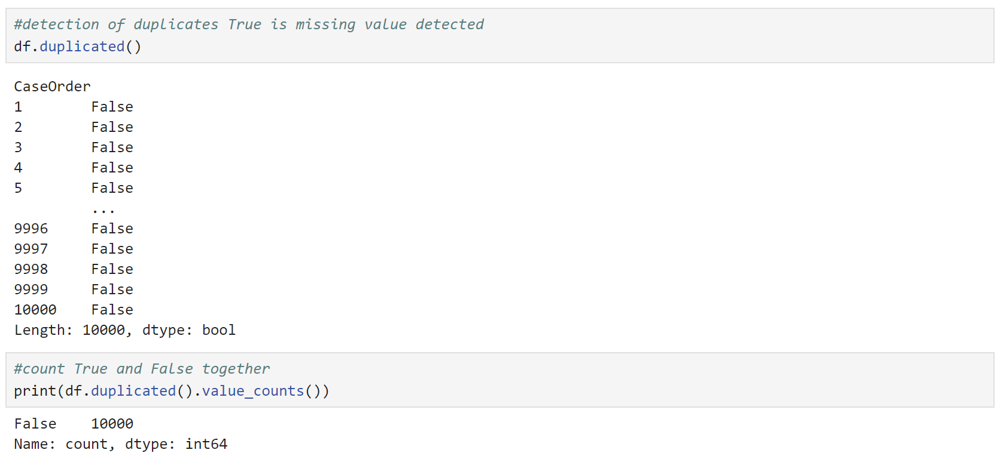 #detection of duplicates True is missing value detected
df.duplicated()
CaseOrder
1        False
2        False
3        False
4        False
5        False
         ...
9996     False
9997     False
9998     False
9999     False
10000    False
Length: 10000, dtype: bool
#count True and False together
print(df.duplicated().value_counts())
False    10000
Name: count, dtype: int64